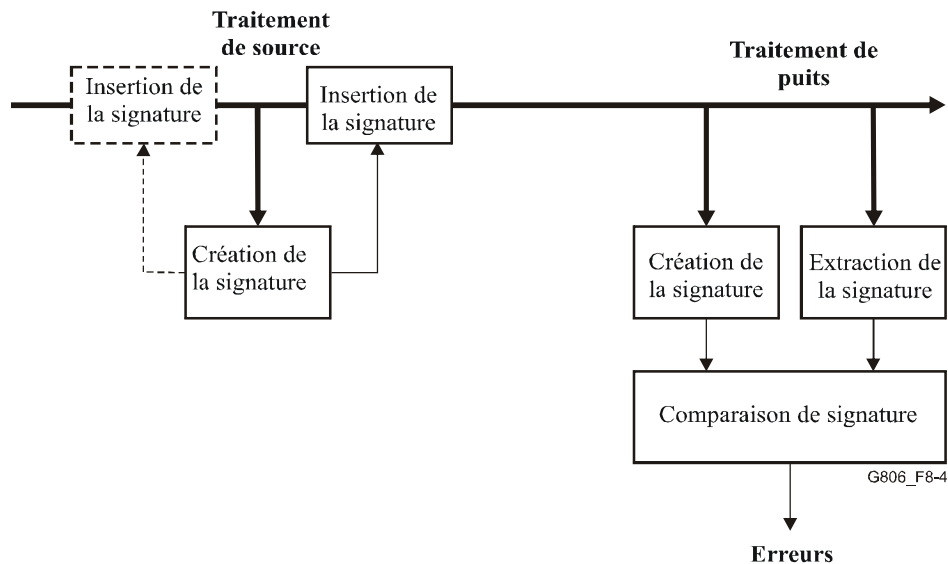 Traitement
de source
Traitement de
puits
Insertion de
la signature
Insertion de
la signature
Création de
la signature
Création de
la signature
Extraction de
la signature
Comparaison de signature
G806_F8-4
Erreurs